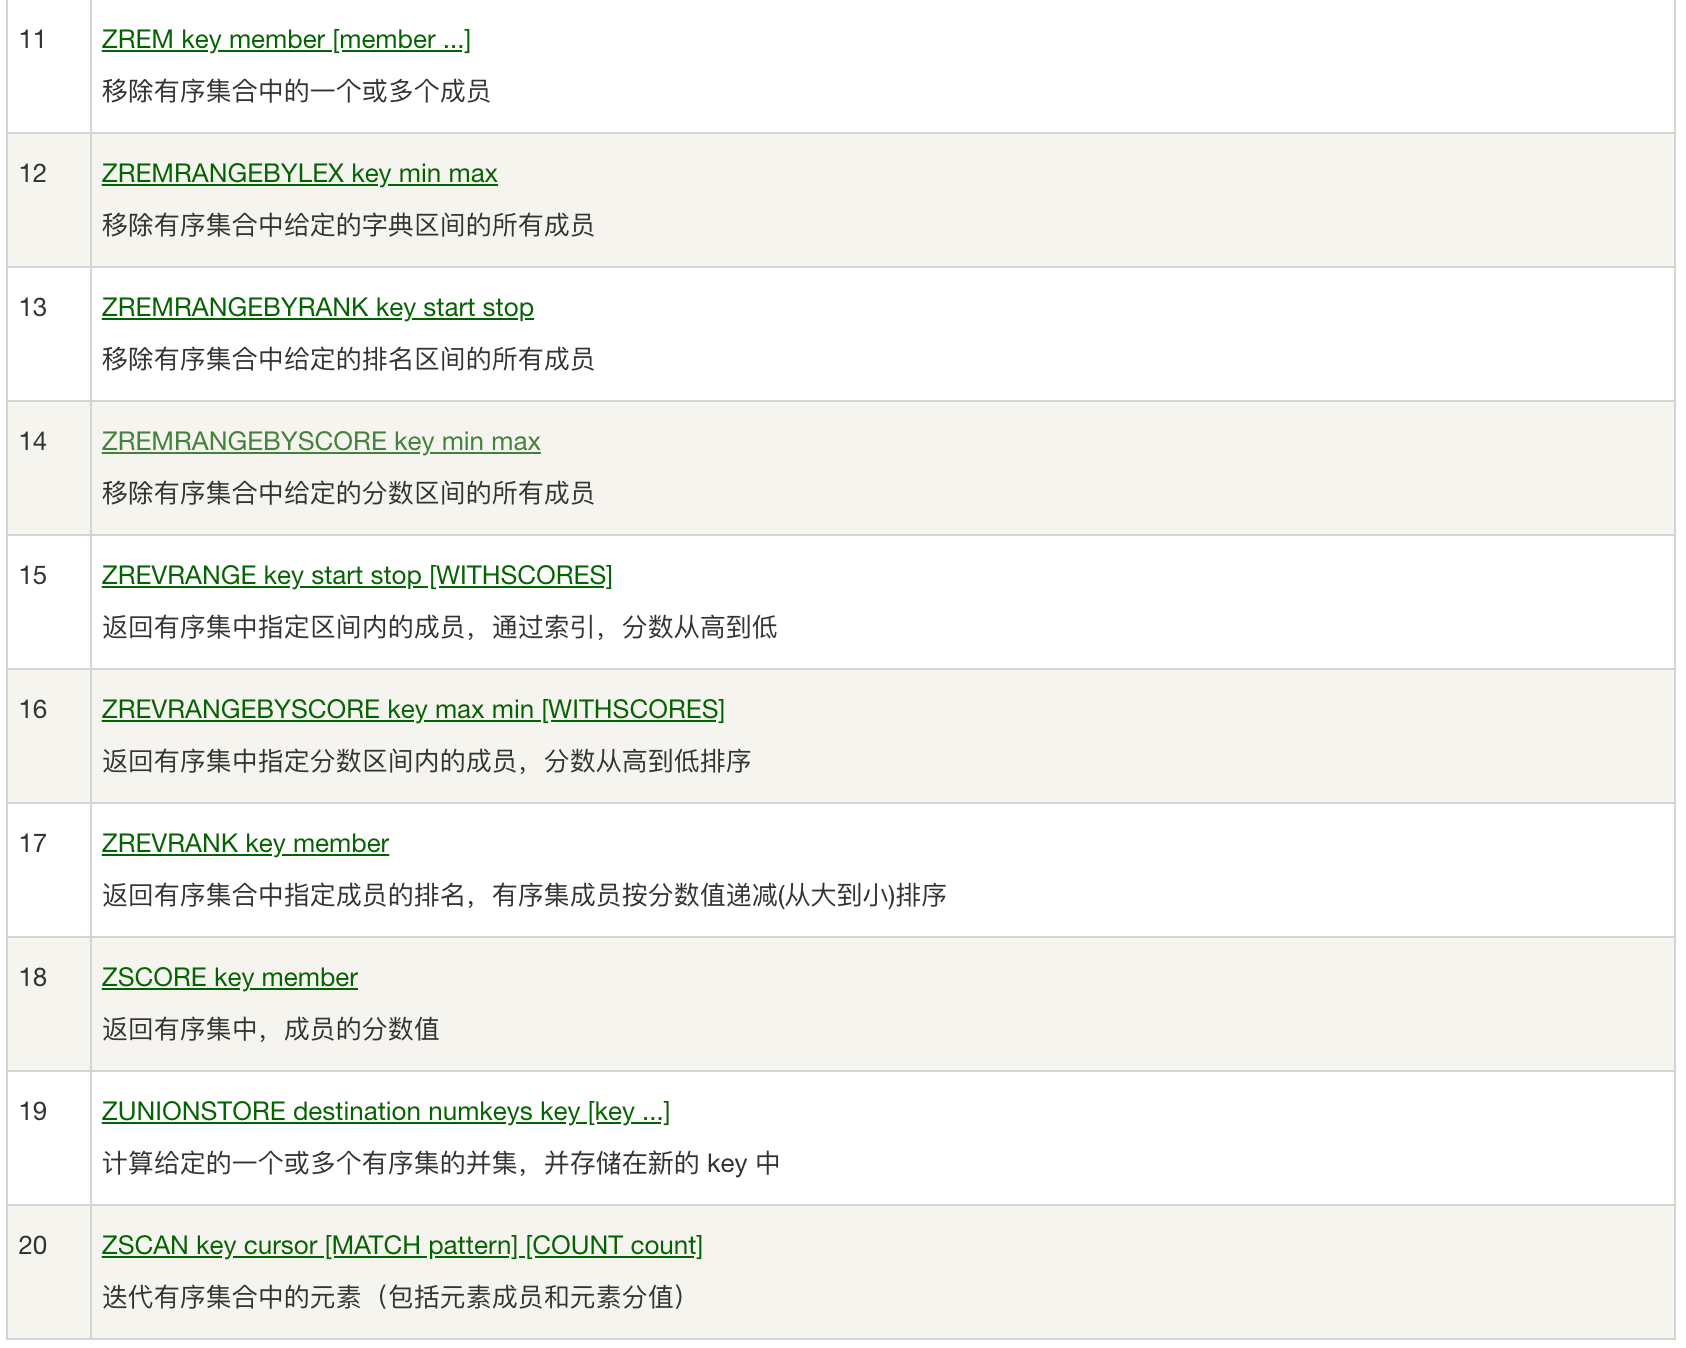 11
ZREM key member [member ...]
移除有序集合中的一个或多个成员
12
ZREMRANGEBYLEX key min max
移除有序集合中给定的字典区间的所有成员
13
ZREMRANGEBYRANK key start stop
移除有序集合中给定的排名区间的所有成员
14
ZREMRANGEBYSCORE key min max
移除有序集合中给定的分数区间的所有成员
15
ZREVRANGE key start stop [WITHSCORES]
返回有序集中指定区间内的成员，通过索引，分数从高到低
16
ZREVRANGEBYSCORE key max min [WITHSCORES]
返回有序集中指定分数区间内的成员，分数从高到低排序
17
ZREVRANK key member
返回有序集合中指定成员的排名，有序集成员按分数值递减(从大到小)排序
18
ZSCORE key member
返回有序集中，成员的分数值
19
ZUNIONSTORE destination numkeys key [key ...]
计算给定的一个或多个有序集的并集，并存储在新的 key 中
20
ZSCAN key cursor [MATCH pattern] [COUNT count]
迭代有序集合中的元素（包括元素成员和元素分值）